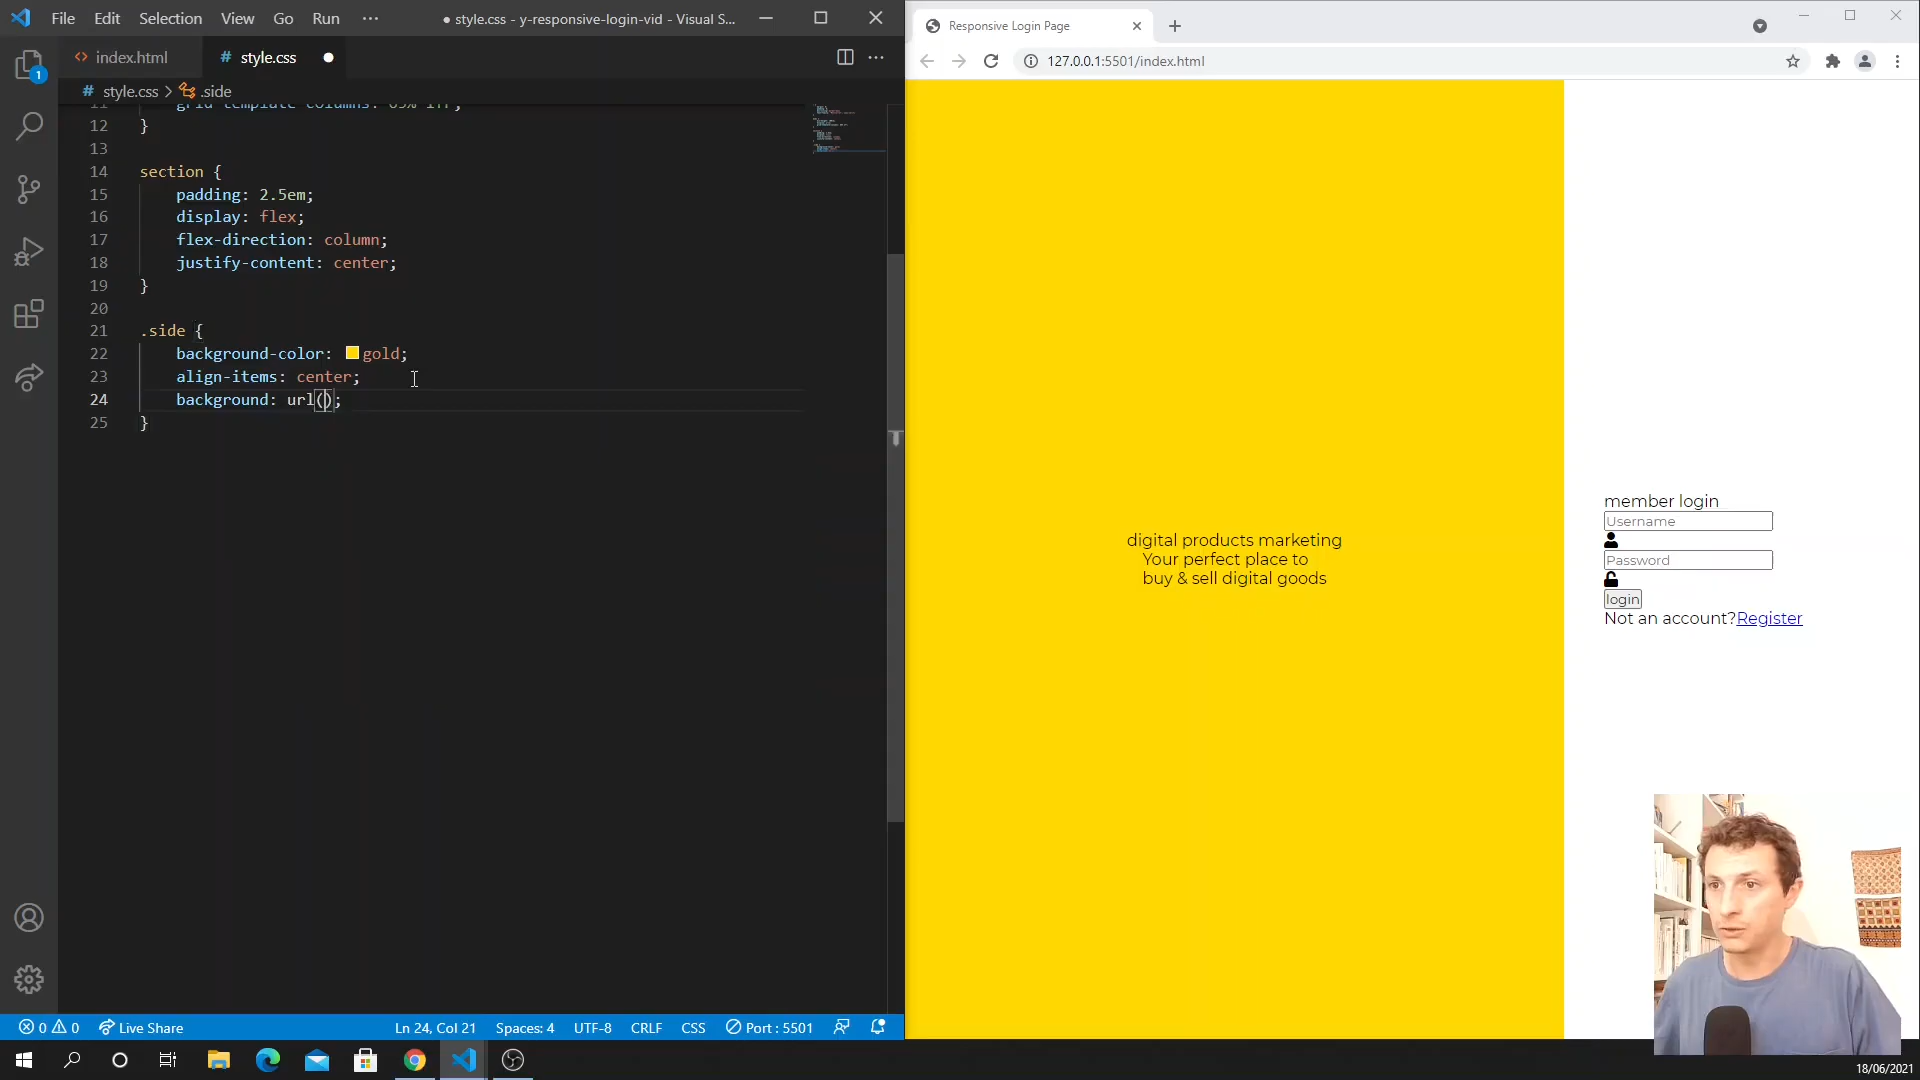 File Edit Selection View Go Run ···
● style.css - y-responsive-login-vid - Visual S...
index.html
# style.css ●
# style.css > .side
1
12 }
13
14 section {
15 padding: 2.5em;
16 display: flex;
17 flex-direction: column;
18 justify-content: center;
19 }
20
21 .side {
22 background-color: gold;
23 align-items: center;
24 background: url();
25 }
0 0 Live Share Ln 24, Col 21 Spaces: 4 UTF-8 CRLF CSS Port : 5501
Responsive Login Page
127.0.0.1:5501/index.html
digital products marketing
Your perfect place to
buy & sell digital goods
member login
Username
Password
login
Not an account?Register
18/06/2021